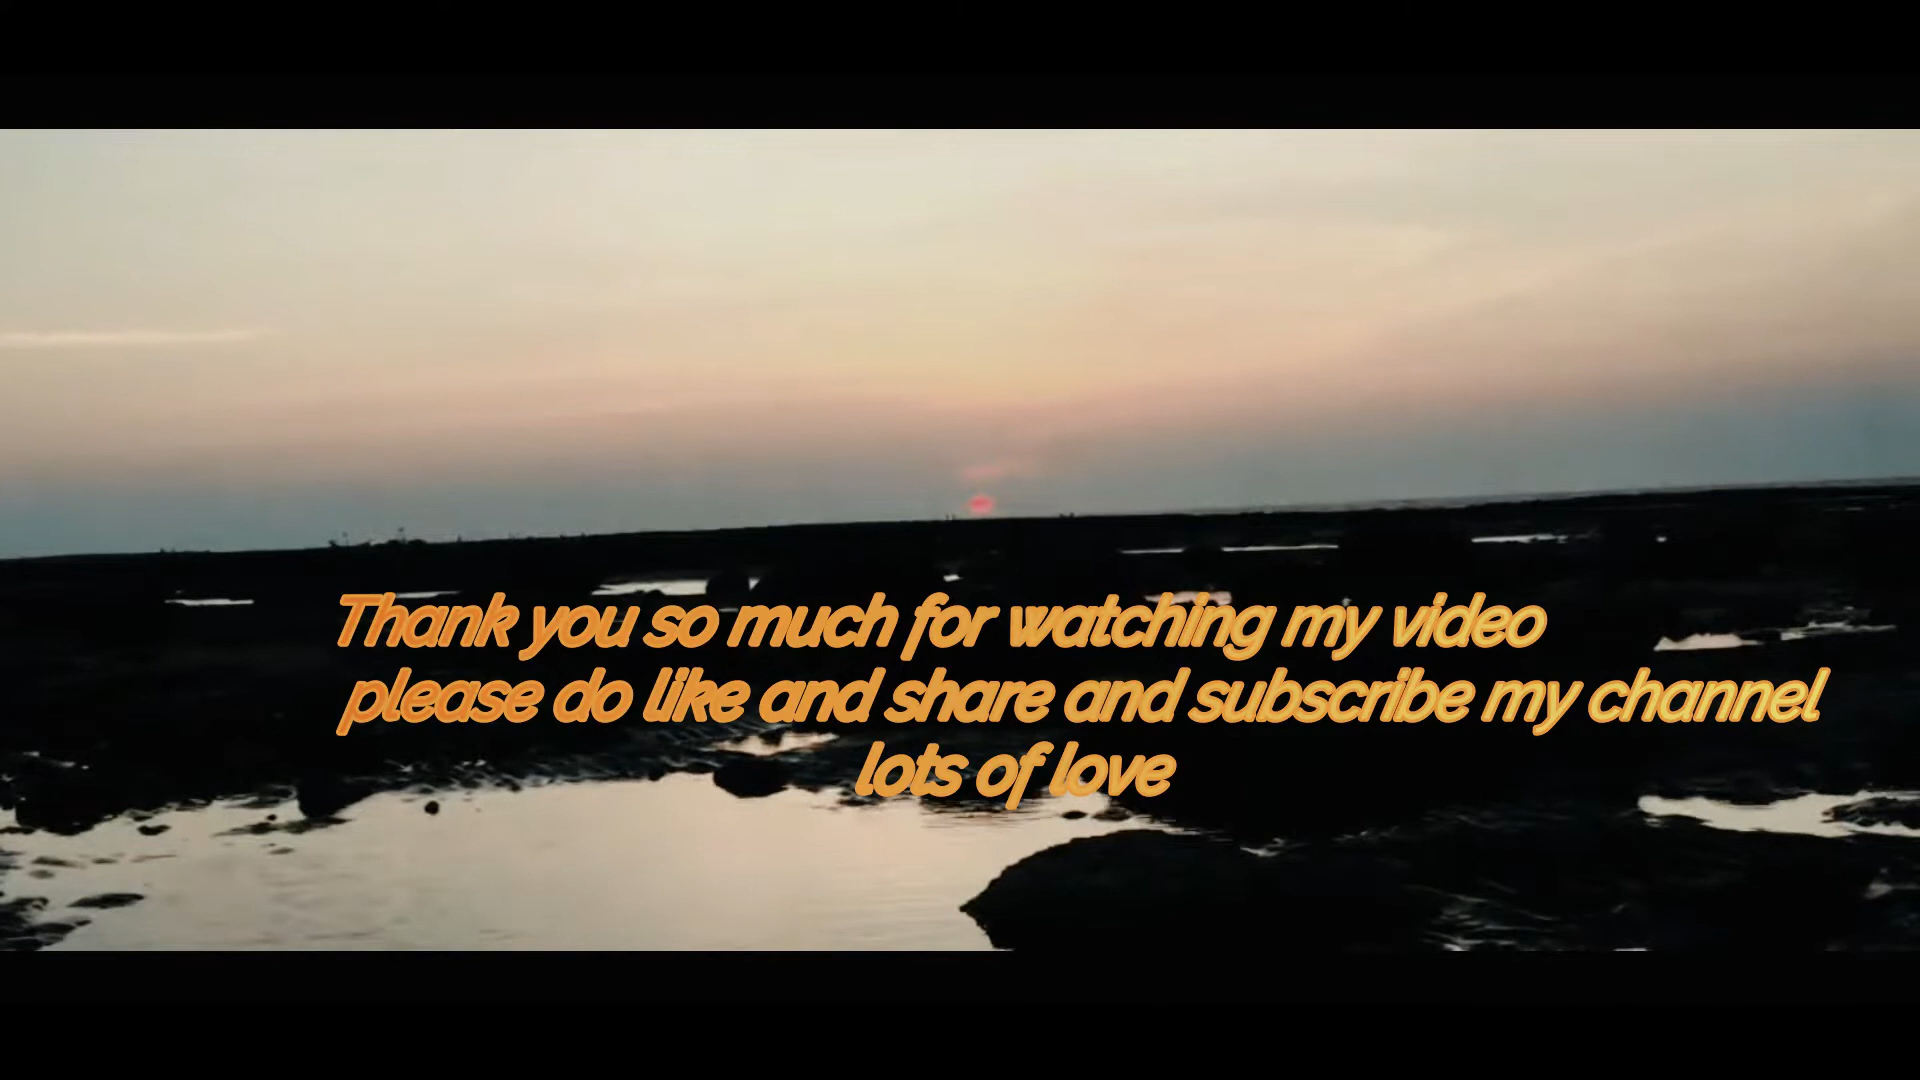 Thank you so much for watching my video
please do like and share and subscribe my channel
lots of love